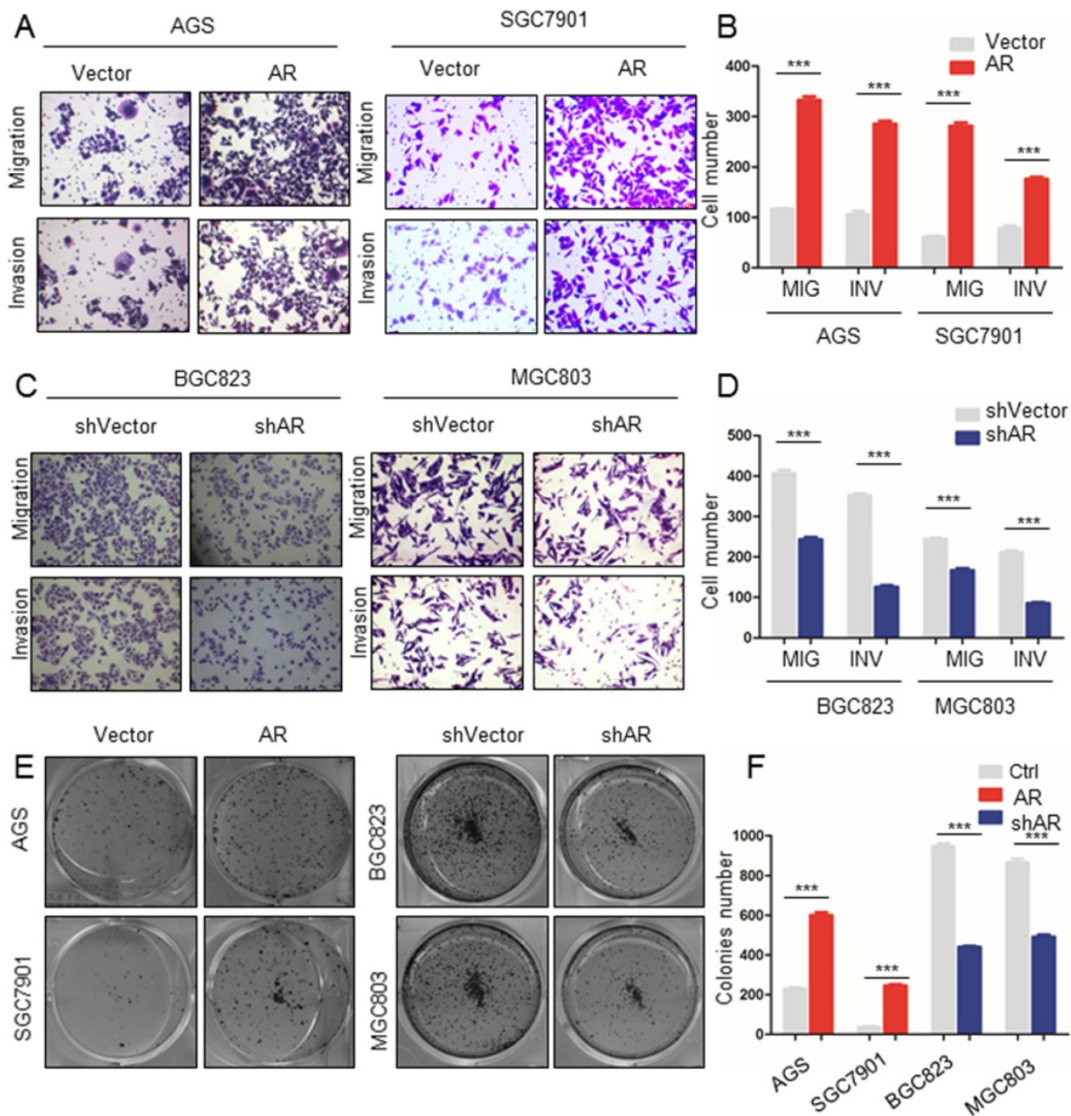 A
AGS
SGC7901
Vector
AR
Vector
AR
Migration
Invasion
Migration
Invasion
B
Vector
AR
Cell mumber
400
300
200
100
0
***
***
***
***
MIG
INV
MIG
INV
AGS
SGC7901
C
BGC823
MGC803
shVector
shAR
shVector
shAR
Migration
Invasion
Migration
Invasion
D
shVector
shAR
Cell mumber
500
400
300
200
100
0
***
***
***
***
MIG
INV
MIG
INV
BGC823
MGC803
E
Vector
AR
shVector
shAR
AGS
SGC7901
BGC823
MGC803
F
Ctrl
AR
shAR
Colonies number
1000
800
600
400
200
0
***
***
***
***
AGS
SGC7901
BGC823
MGC803